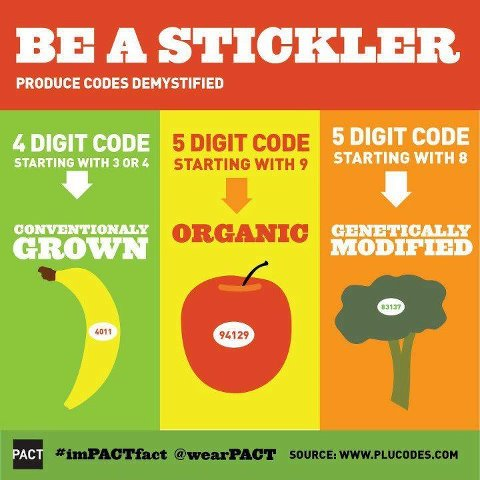 BE A STICKLER
PRODUCE CODES DEMYSTIFIED
4 DIGIT CODE
STARTING WITH 3 OR 4
CONVENTIONALY
GROWN
4011
5 DIGIT CODE
STARTING WITH 9
ORGANIC
94129
5 DIGIT CODE
STARTING WITH 8
GENETICALLY
MODIFIED
83137
PACT #imPACTfact @wearPACT SOURCE: WWW.PLUCODES.COM